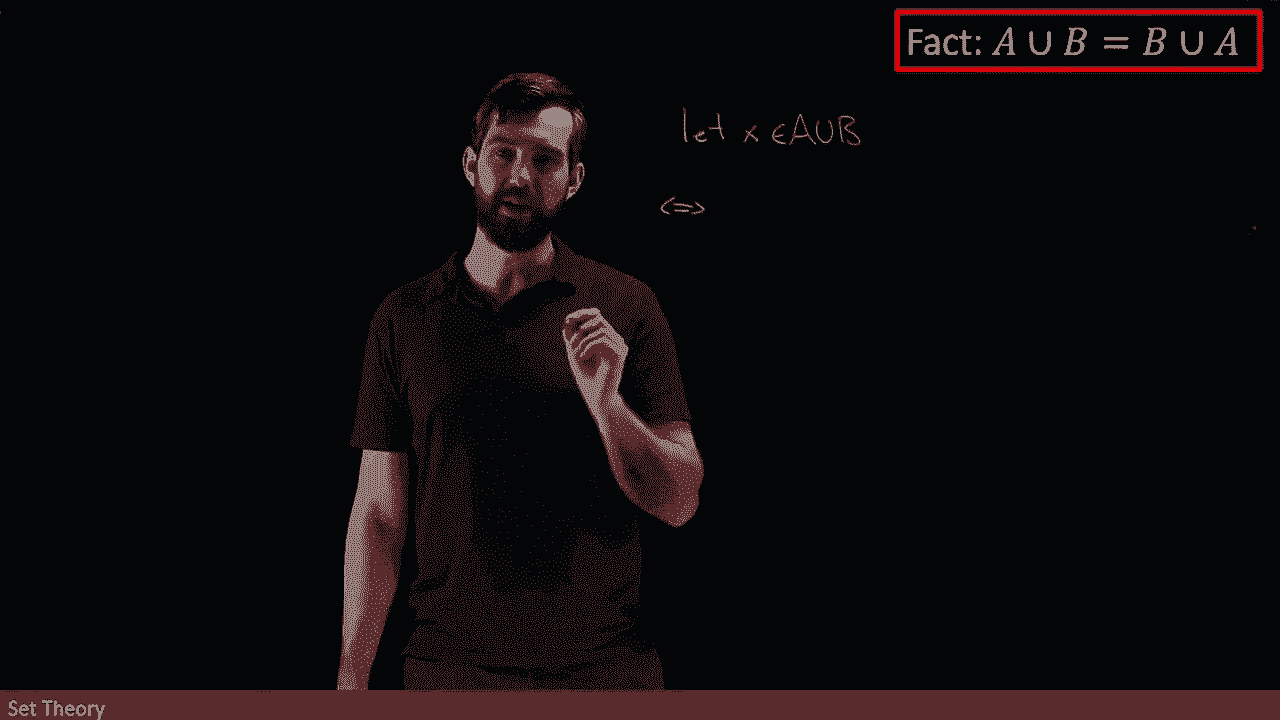 Fact: A ∪ B = B ∪ A
let x ∈ A∪B
⇔
Set Theory